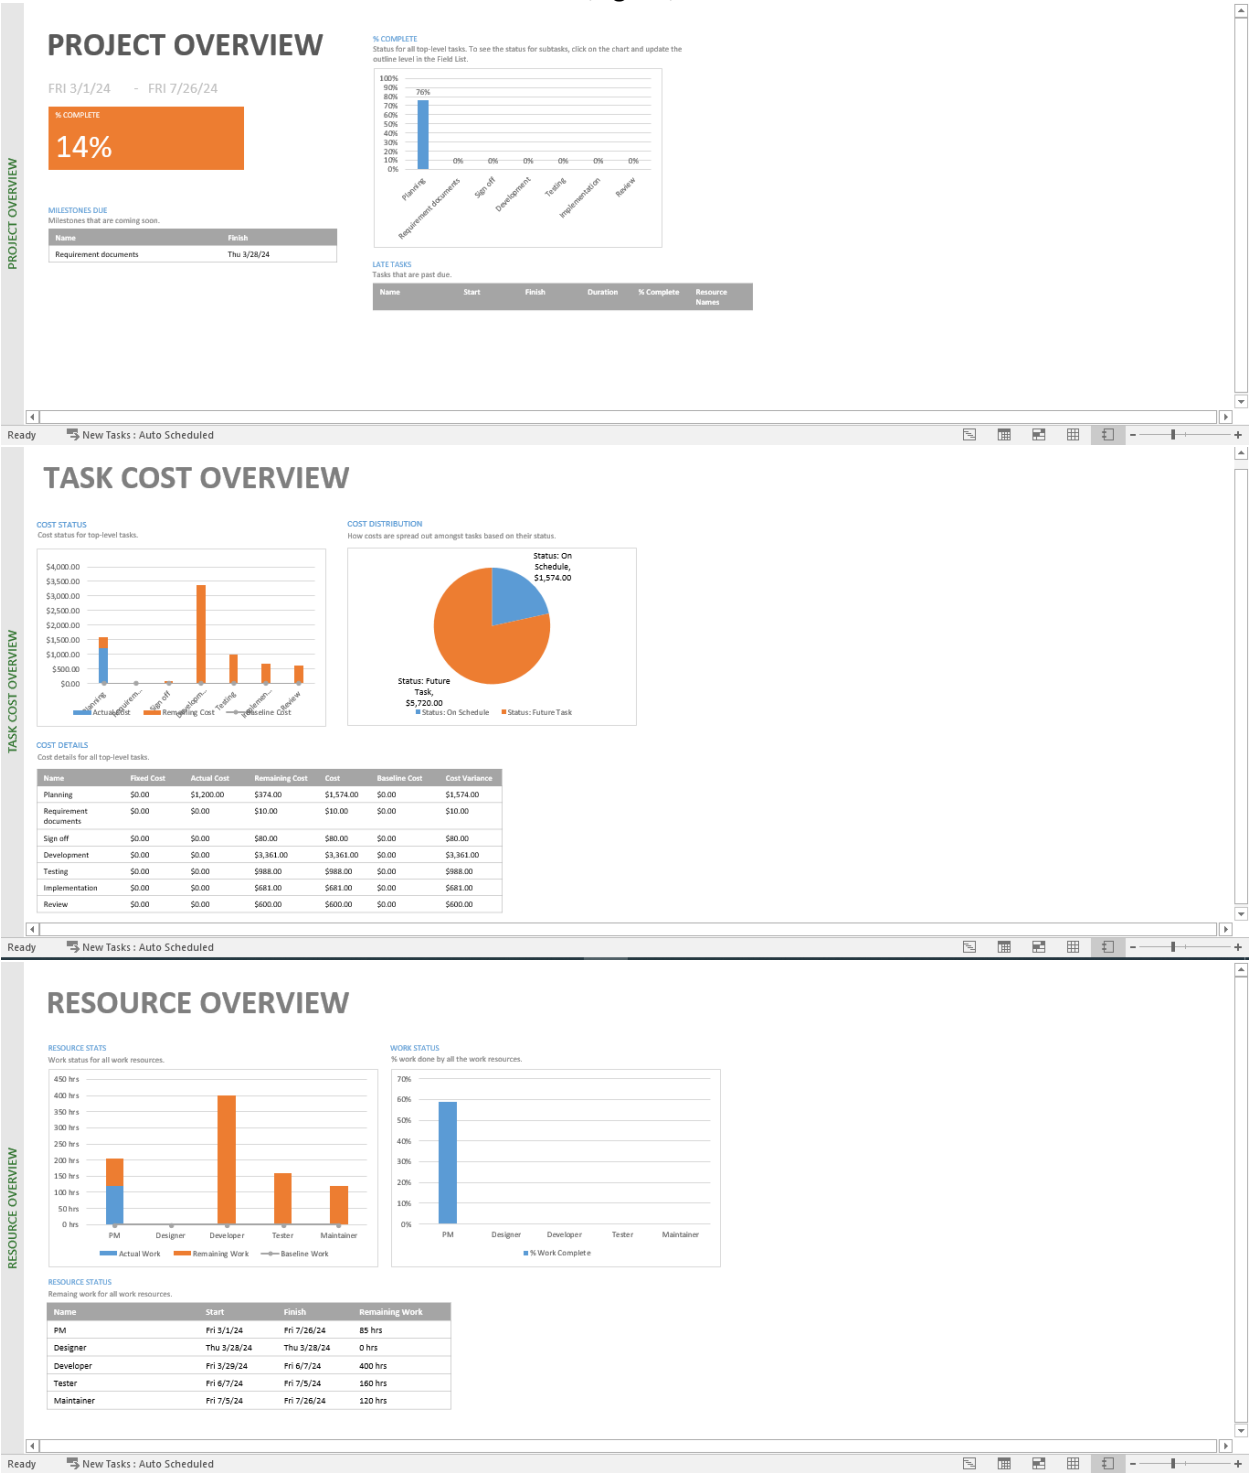 PROJECT OVERVIEW
PROJECT OVERVIEW
FRI 3/1/24 - FRI 7/26/24
% COMPLETE
14%
MILESTONES DUE
Milestones that are coming soon.
Name Finish
Requirement documents Thu 3/28/24
% COMPLETE
Status for all top-level tasks. To see the status for subtasks, click on the chart and update the
outline level in the Field List.
100%
90%
80%
70%
60%
50%
40%
30%
20%
10%
0%
76% 0% 0% 0% 0% 0% 0%
Planning
Requirement documents
Sign off
Development
Testing
Implementation
Review
LATE TASKS
Tasks that are past due.
Name Start Finish Duration % Complete Resource
Names
Ready New Tasks : Auto Scheduled
TASK COST OVERVIEW
TASK COST OVERVIEW
COST STATUS
Cost status for top-level tasks.
$4,000.00
$3,500.00
$3,000.00
$2,500.00
$2,000.00
$1,500.00
$1,000.00
$500.00
$0.00
Planning
Requirem...
Sign off
Developm...
Testing
Implemen...
Review
Actual Cost Remaining Cost Baseline Cost
COST DISTRIBUTION
How costs are spread out amongst tasks based on their status.
Status: On
Schedule,
$1,574.00
Status: Future
Task,
$5,720.00
Status: On Schedule Status: Future Task
COST DETAILS
Cost details for all top-level tasks.
Name Fixed Cost Actual Cost Remaining Cost Cost Baseline Cost Cost Variance
Planning $0.00 $1,200.00 $374.00 $1,574.00 $0.00 $1,574.00
Requirement $0.00 $0.00 $10.00 $10.00 $0.00 $10.00
documents
Sign off $0.00 $0.00 $80.00 $80.00 $0.00 $80.00
Development $0.00 $0.00 $3,361.00 $3,361.00 $0.00 $3,361.00
Testing $0.00 $0.00 $988.00 $988.00 $0.00 $988.00
Implementation $0.00 $0.00 $681.00 $681.00 $0.00 $681.00
Review $0.00 $0.00 $600.00 $600.00 $0.00 $600.00
Ready New Tasks : Auto Scheduled
RESOURCE OVERVIEW
RESOURCE OVERVIEW
RESOURCE STATS
Work status for all work resources.
450 hrs
400 hrs
350 hrs
300 hrs
250 hrs
200 hrs
150 hrs
100 hrs
50 hrs
0 hrs
PM Designer Developer Tester Maintainer
Actual Work Remaining Work Baseline Work
WORK STATUS
% work done by all the work resources.
70%
60%
50%
40%
30%
20%
10%
0%
PM Designer Developer Tester Maintainer
% Work Complete
RESOURCE STATUS
Remaing work for all work resources.
Name Start Finish Remaining Work
PM Fri 3/1/24 Fri 7/26/24 85 hrs
Designer Thu 3/28/24 Thu 3/28/24 0 hrs
Developer Fri 3/29/24 Fri 6/7/24 400 hrs
Tester Fri 6/7/24 Fri 7/5/24 160 hrs
Maintainer Fri 7/5/24 Fri 7/26/24 120 hrs
Ready New Tasks : Auto Scheduled